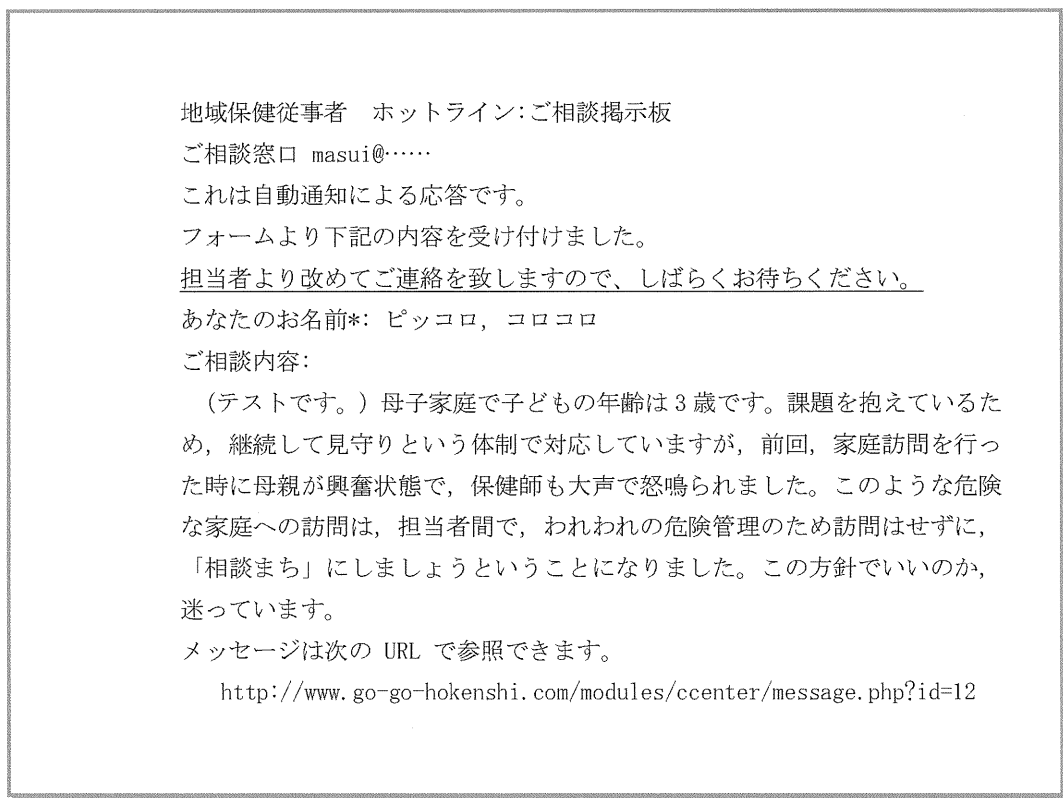 地域保健従事者　ホットライン:ご相談掲示板
ご相談窓口 masui@……
これは自動通知による応答です。
フォームより下記の内容を受け付けました。
担当者より改めてご連絡を致しますので、しばらくお待ちください。
あなたのお名前*: ピッコロ, コロコロ
ご相談内容:
（テストです。）母子家庭で子どもの年齢は3歳です。課題を抱えているた
め, 継続して見守りという体制で対応していますが, 前回, 家庭訪問を行っ
た時に母親が興奮状態で, 保健師も大声で怒鳴られました。このような危険
な家庭への訪問は, 担当者間で, われわれの危険管理のため訪問はせずに,
「相談まち」にしましょうということになりました。この方針でいいのか,
迷っています。
メッセージは次の URL で参照できます。
http://www.go-go-hokenshi.com/modules/ccenter/message.php?id=12